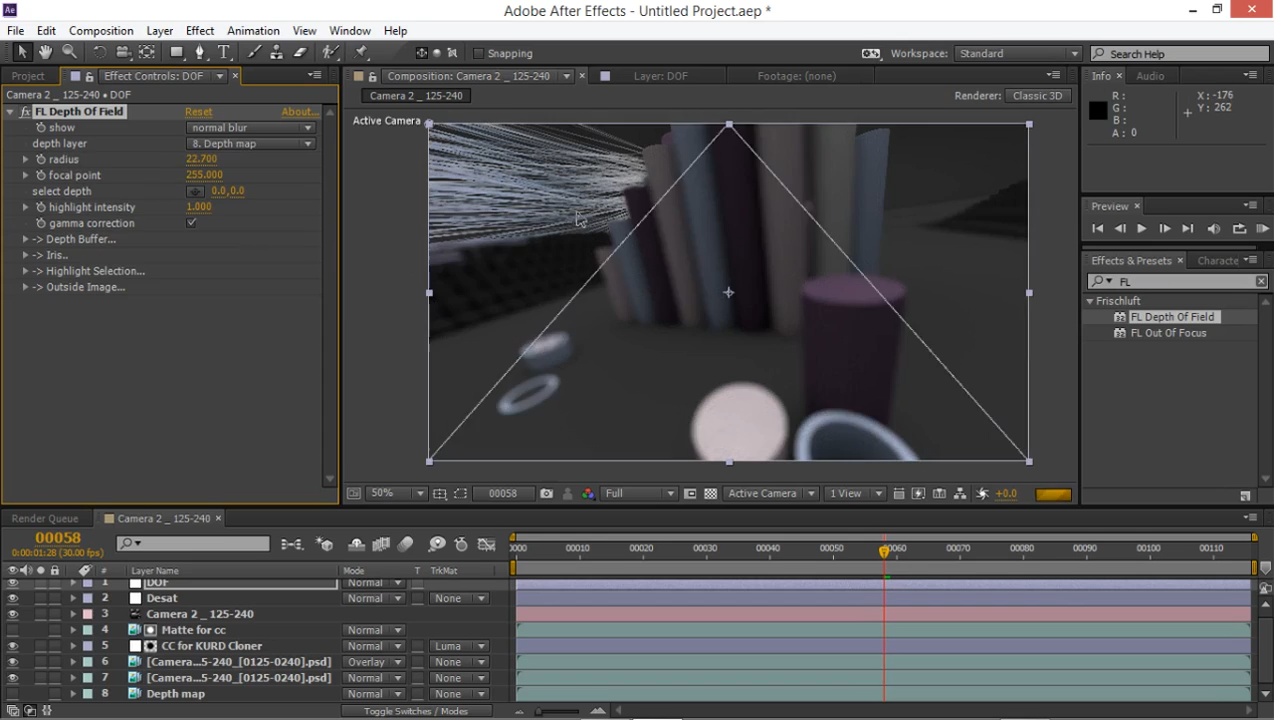 Ae Adobe After Effects - Untitled Project.aep *
File Edit Composition Layer Effect Animation View Window Help
T Snapping Workspace: Standard Search Help
Project Effect Controls: DOF Composition: Camera 2 _ 125-240 Layer: DOF Footage: (none) Info Audio
Camera 2 _ 125-240 • DOF Camera 2 _ 125-240 Renderer: Classic 3D
fx FL Depth Of Field Reset About...
show normal blur
depth layer 8. Depth map
radius 22.700
focal point 255.000
select depth 0.0,0.0
highlight intensity 1.000
gamma correction
-> Depth Buffer...
-> Iris..
-> Highlight Selection...
-> Outside Image...
Active Camera
R:
G:
B:
A: 0
X: -176
Y: 262
Preview
Effects & Presets Characte
FL
Frischluft
FL Depth Of Field
FL Out Of Focus
50% 00058 Full Active Camera 1 View +0.0
Render Queue Camera 2 _ 125-240
00058
0:00:01:28 (30.00 fps)
0000 00010 00020 00030 00040 00050 00060 00070 00080 00090 00100 00110
# Layer Name Mode T TrkMat
1 DOF Normal
2 Desat Normal None
3 Camera 2 _ 125-240 Normal None
4 Matte for cc Normal
5 CC for KURD Cloner Normal Luma
6 [Camera...5-240_[0125-0240].psd] Overlay None
7 [Camera...5-240_[0125-0240].psd] Normal None
8 Depth map Normal None
Toggle Switches / Modes